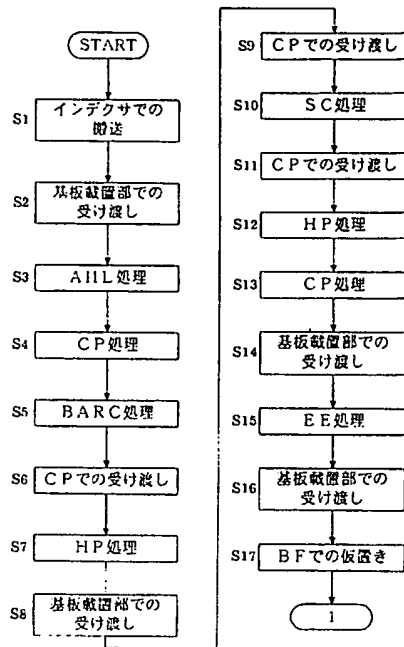 START
S1 インデクサでの
搬送
S2 基板載置部での
受け渡し
S3 AHL処理
S4 CP処理
S5 BARC処理
S6 CPでの受け渡し
S7 HP処理
S8 基板載置部での
受け渡し
S9 CPでの受け渡し
S10 SC処理
S11 CPでの受け渡し
S12 HP処理
S13 CP処理
S14 基板載置部での
受け渡し
S15 EE処理
S16 基板載置部での
受け渡し
S17 BFでの仮置き
1